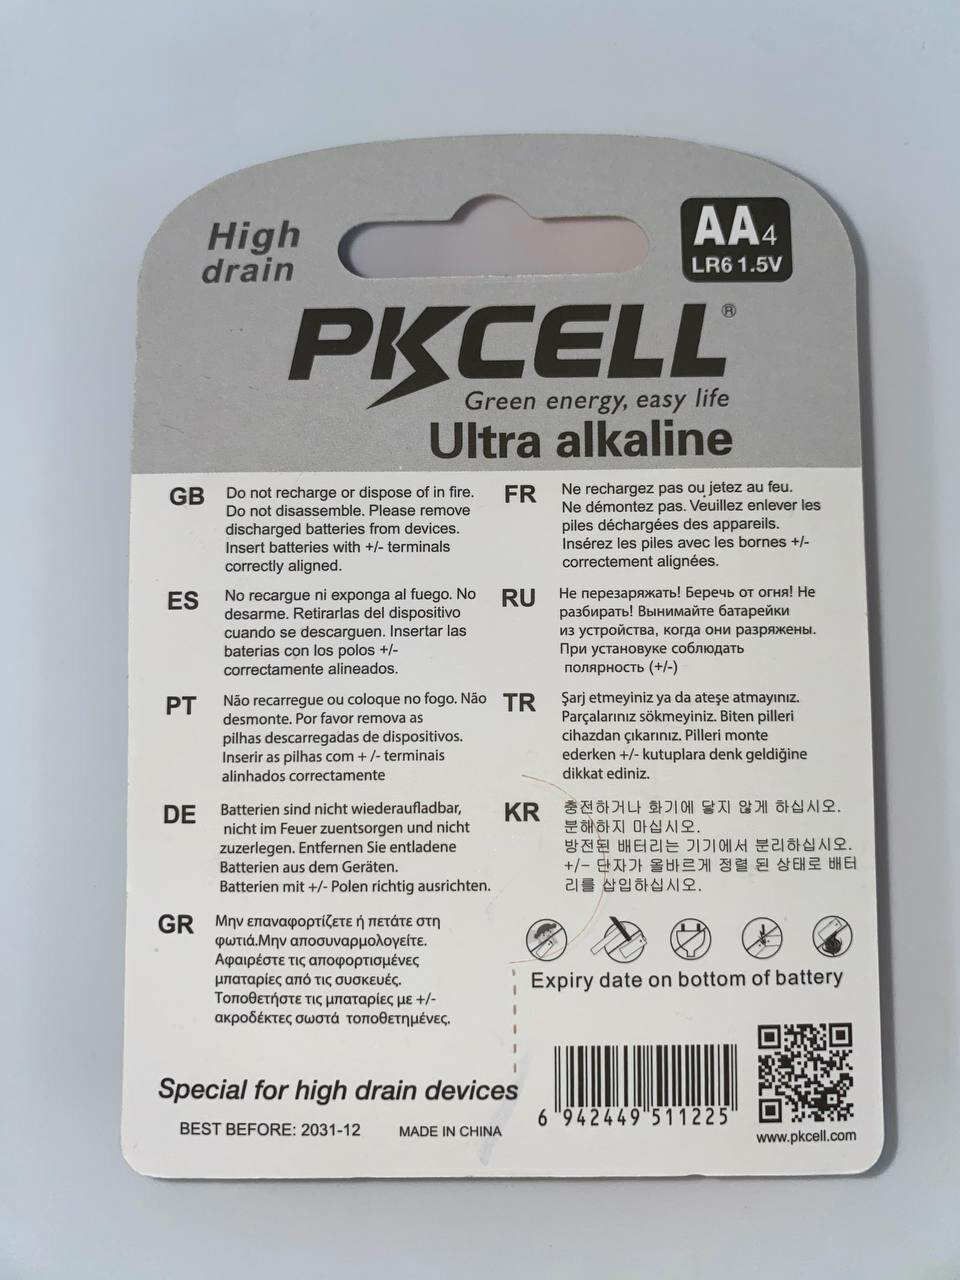 High
drain
AA4
LR6 1.5V
PKCELL®
Green energy, easy life
Ultra alkaline
GB
Do not recharge or dispose of in fire.
Do not disassemble. Please remove
discharged batteries from devices.
Insert batteries with +/- terminals
correctly aligned.
FR
Ne rechargez pas ou jetez au feu.
Ne démontez pas. Veuillez enlever les
piles déchargées des appareils.
Insérez les piles avec les bornes +/-
correctement alignées.
ES
No recargue ni exponga al fuego. No
desarme. Retirarlas del dispositivo
cuando se descarguen. Insertar las
baterias con los polos +/-
correctamente alineados.
RU
Не перезаряжать! Беречь от огня! Не
разбирать! Вынимайте батарейки
из устройства, когда они разряжены.
При установуке соблюдать
полярность (+/-)
PT
Não recarregue ou coloque no fogo. Não
desmonte. Por favor remova as
pilhas descarregadas de dispositivos.
Inserir as pilhas com + /- terminais
alinhados correctamente
TR
Şarj etmeyiniz ya da ateşe atmayınız.
Parçalarınız sökmeyiniz. Biten pilleri
cihazdan çıkarınız. Pilleri monte
ederken +/- kutuplara denk geldiğine
dikkat ediniz.
DE
Batterien sind nicht wiederaufladbar,
nicht im Feuer zuentsorgen und nicht
zuzerlegen. Entfernen Sie entladene
Batterien aus dem Geräten.
Batterien mit +/- Polen richtig ausrichten.
KR
충전하거나 화기에 닿지 않게 하십시오.
분해하지 마십시오.
방전된 배터리는 기기에서 분리하십시오.
+/- 단자가 올바르게 정렬 된 상태로 배터
리를 삽입하십시오.
GR
Μην επαναφορτίζετε ή πετάτε στη
φωτιά.Μην αποσυναρμολογείτε.
Αφαιρέστε τις αποφορτισμένες
μπαταρίες από τις συσκευές.
Τοποθετήστε τις μπαταρίες με +/-
ακροδέκτες σωστά τοποθετημένες.
Expiry date on bottom of battery
Special for high drain devices
BEST BEFORE: 2031-12
MADE IN CHINA
6 942449 511225
www.pkcell.com